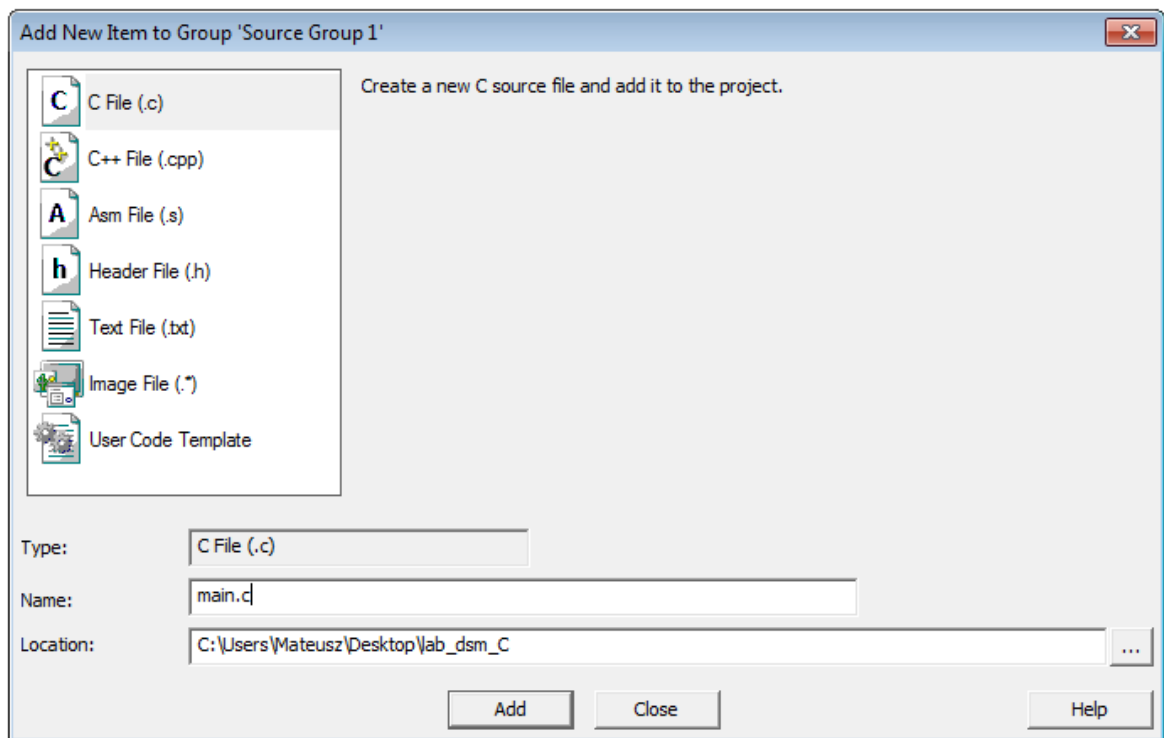 Add New Item to Group 'Source Group 1'
C File (.c)
Create a new C source file and add it to the project.
C++ File (.cpp)
Asm File (.s)
Header File (.h)
Text File (.txt)
Image File (.*)
User Code Template
Type: C File (.c)
Name: main.c
Location: C:\Users\Mateusz\Desktop\lab_dsm_C ...
Add Close Help